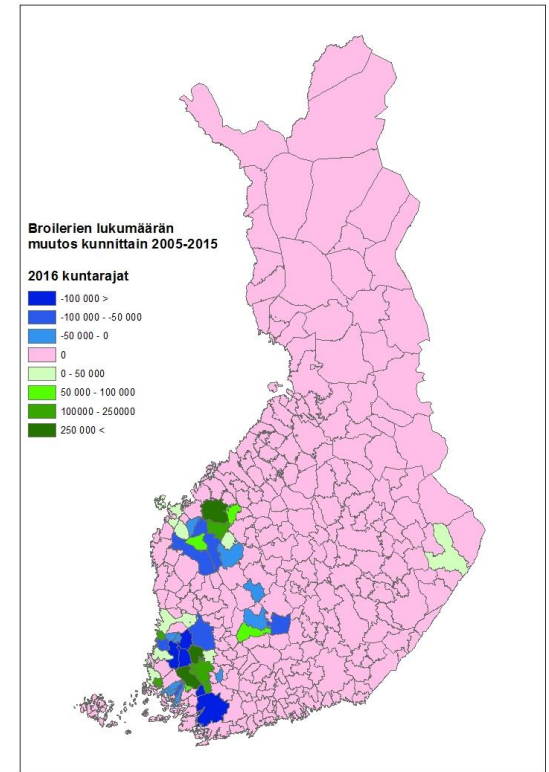 Broilerien lukumäärän
muutos kunnittain 2005-2015
2016 kuntarajat
-100 000 >
-100 000 - -50 000
-50 000 - 0
0
0 - 50 000
50 000 - 100 000
100000 - 250000
250 000 <